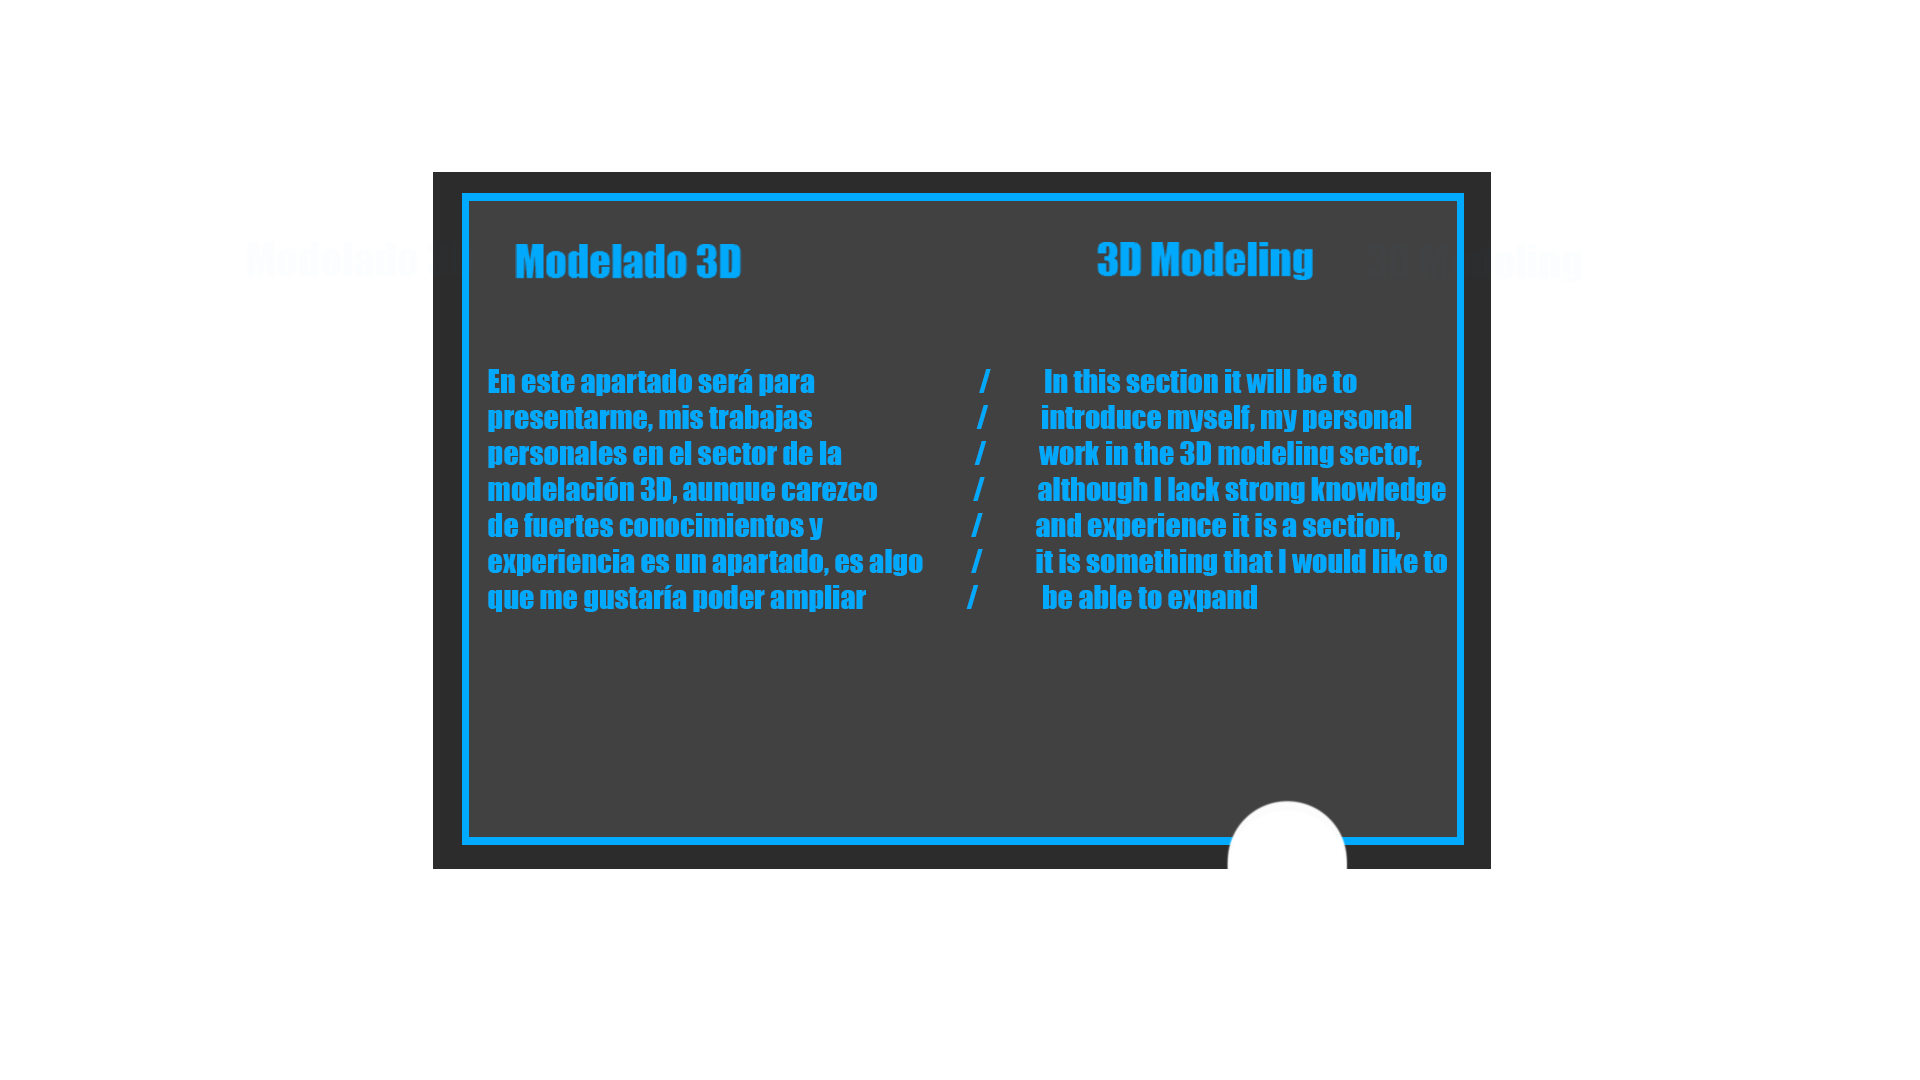 Modelado 3D 3D Modeling
En este apartado será para / In this section it will be to
presentarme, mis trabajas / introduce myself, my personal
personales en el sector de la / work in the 3D modeling sector,
modelación 3D, aunque carezco / although I lack strong knowledge
de fuertes conocimientos y / and experience it is a section,
experiencia es un apartado, es algo / it is something that I would like to
que me gustaría poder ampliar / be able to expand